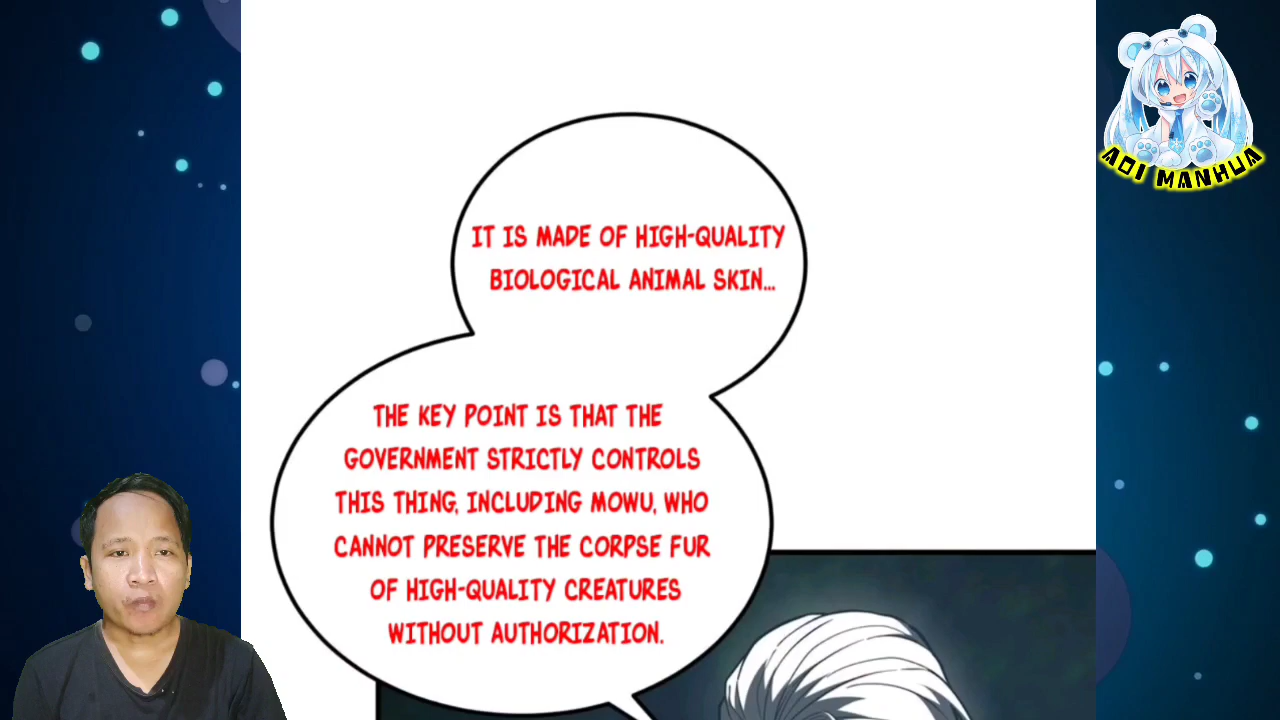 IT IS MADE OF HIGH-QUALITY
BIOLOGICAL ANIMAL SKIN...
THE KEY POINT IS THAT THE
GOVERNMENT STRICTLY CONTROLS
THIS THING, INCLUDING MOWU, WHO
CANNOT PRESERVE THE CORPSE FUR
OF HIGH-QUALITY CREATURES
WITHOUT AUTHORIZATION.
AOI MANHUA